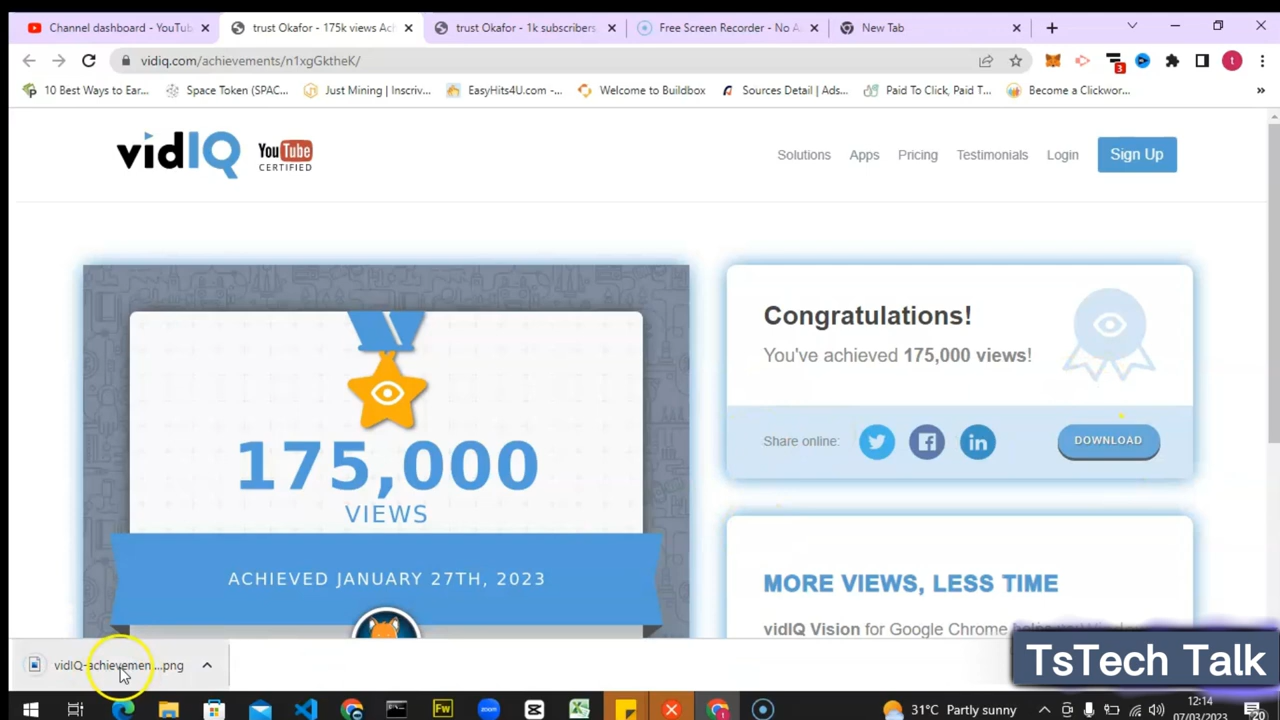 Channel dashboard - YouTu
trust Okafor - 175k views Ac
trust Okafor - 1k subscribers
Free Screen Recorder - No A
New Tab
vidiq.com/achievements/n1xgGktheK/
3
t
10 Best Ways to Ear...
Space Token (SPAC...
Just Mining | Inscriv...
EasyHits4U.com -...
Welcome to Buildbox
Sources Detail | Ads...
Paid To Click, Paid T...
Become a Clickwor...
»
vidIQ
YouTube
CERTIFIED
Solutions
Apps
Pricing
Testimonials
Login
Sign Up
175,000
VIEWS
ACHIEVED JANUARY 27TH, 2023
Congratulations!
You've achieved 175,000 views!
Share online:
DOWNLOAD
MORE VIEWS, LESS TIME
vidIQ Vision for Google Chrome
vidIQ-achievemen....png
TsTech Talk
Fw
zoom
31°C Partly sunny
12:14
07/03/2023
20